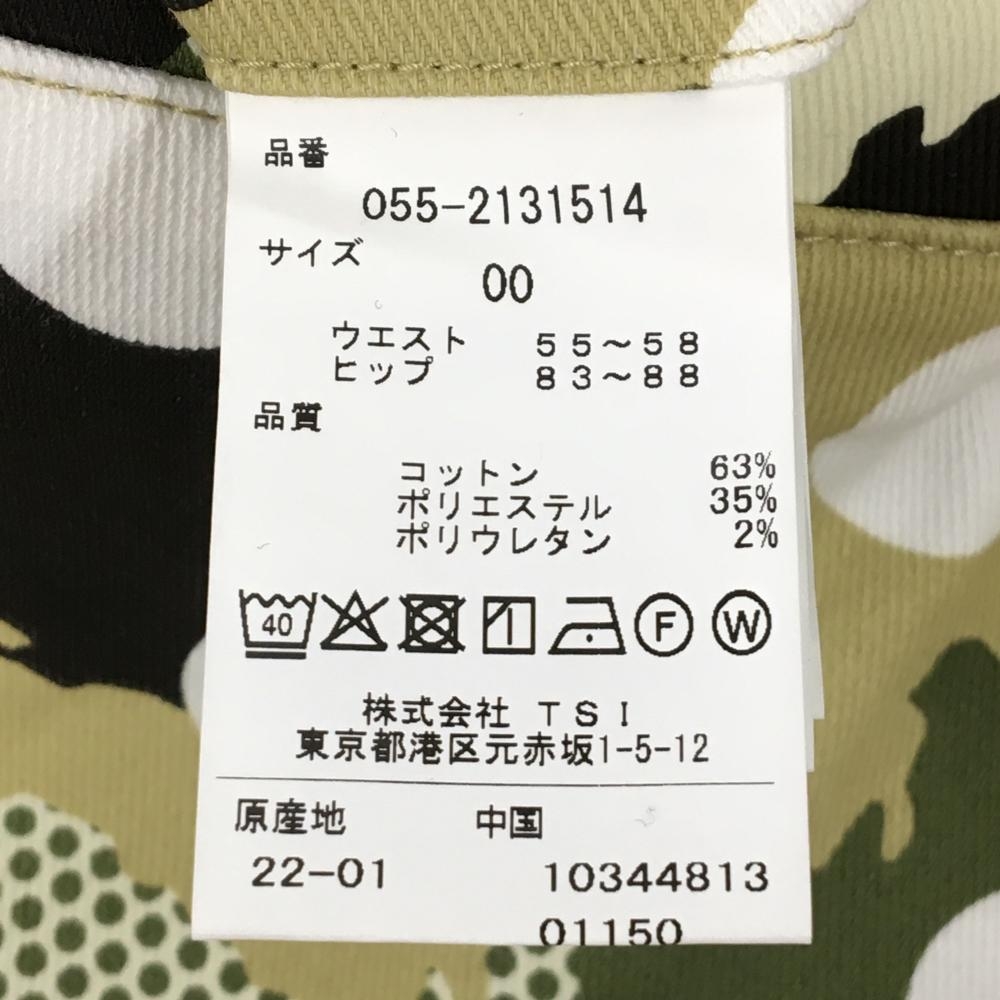 品番
055-2131514
サイズ
00
ウエスト 55~58
ヒップ 83~88
品質
コットン 63%
ポリエステル 35%
ポリウレタン 2%
40 F W
株式会社 TSI
東京都港区元赤坂1-5-12
原産地 中国
22-01 10344813
01150